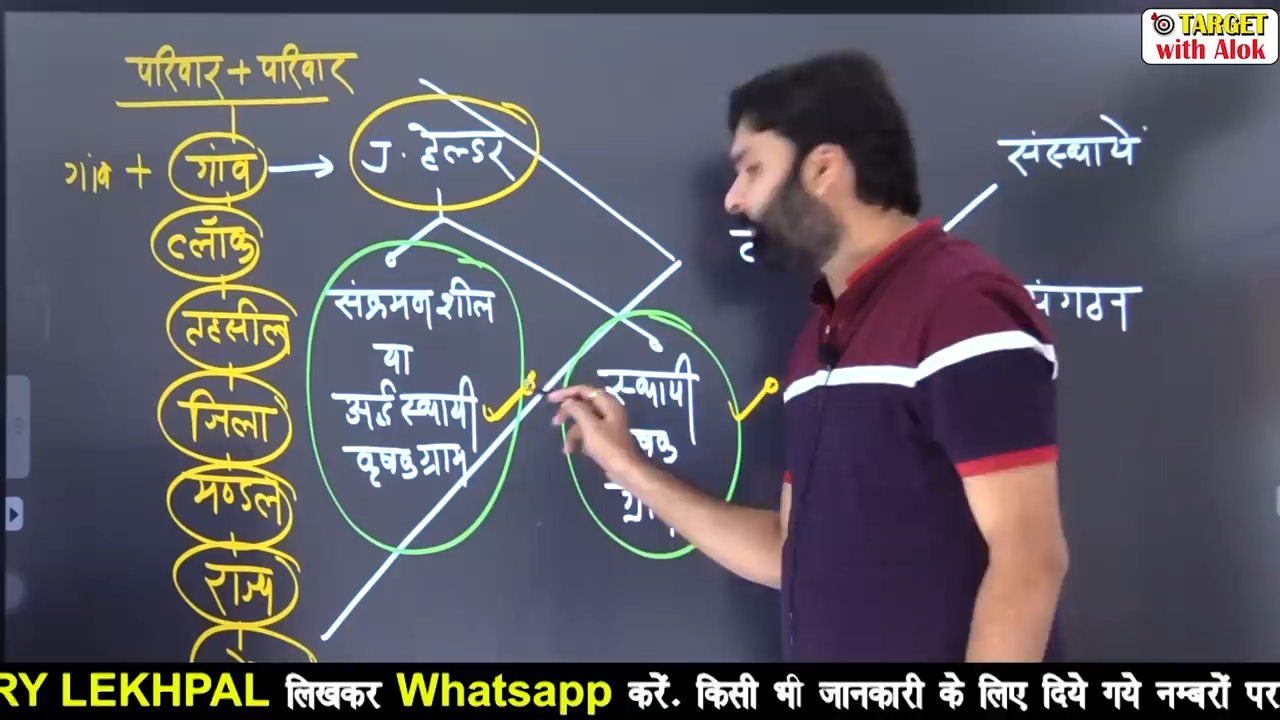 TARGET
with Alok
परिवार + परिवार
गांव + गांव → J. हेल्डर
ब्लॉक
तहसील
जिला
मण्डल
राज्य
संक्रमणशील
या
अर्द्धस्थायी
कृषक ग्राम
स्थायी
संस्थायें
RY LEKHPAL लिखकर Whatsapp करें. किसी भी जानकारी के लिए दिये गये नम्बरों पर